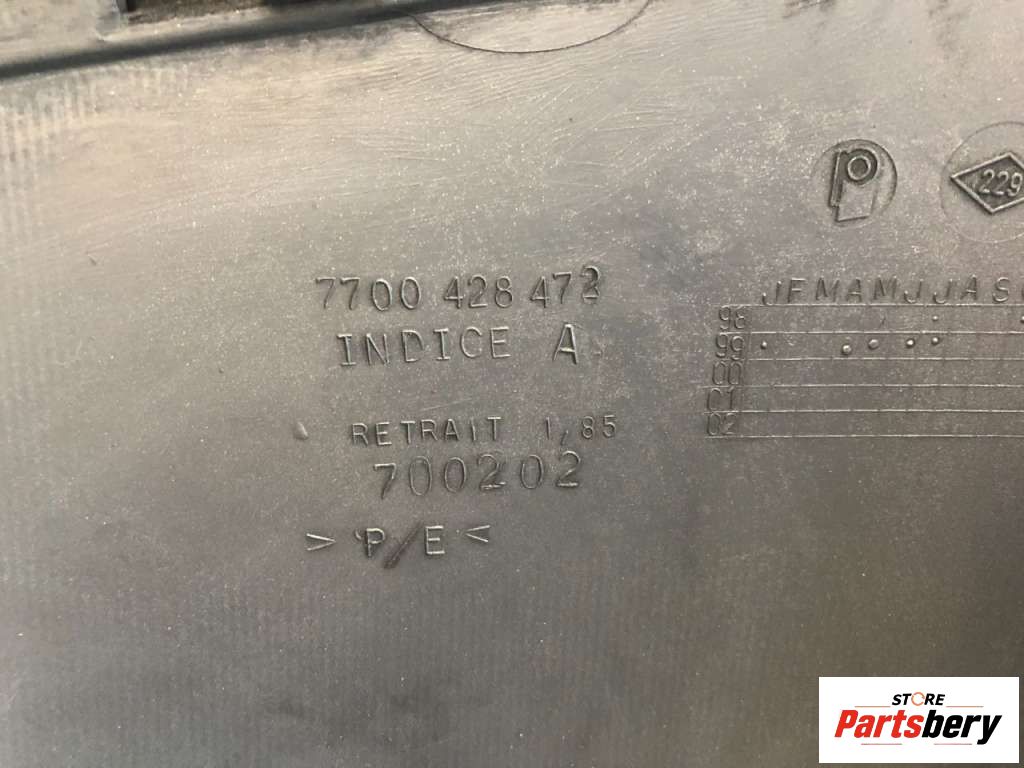 229
7700 428 472
INDICE A
JFMAMJJAS
98
99
00
01
02
RETRAIT 1,85
700202
> P/E <
STORE
Partsbery